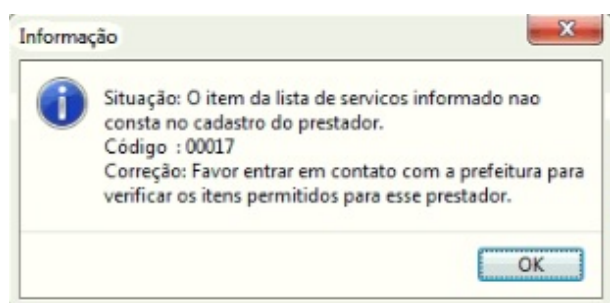 Informação
X
Situação: O item da lista de servicos informado nao
consta no cadastro do prestador.
Código : 00017
Correção: Favor entrar em contato com a prefeitura para
verificar os itens permitidos para esse prestador.
OK